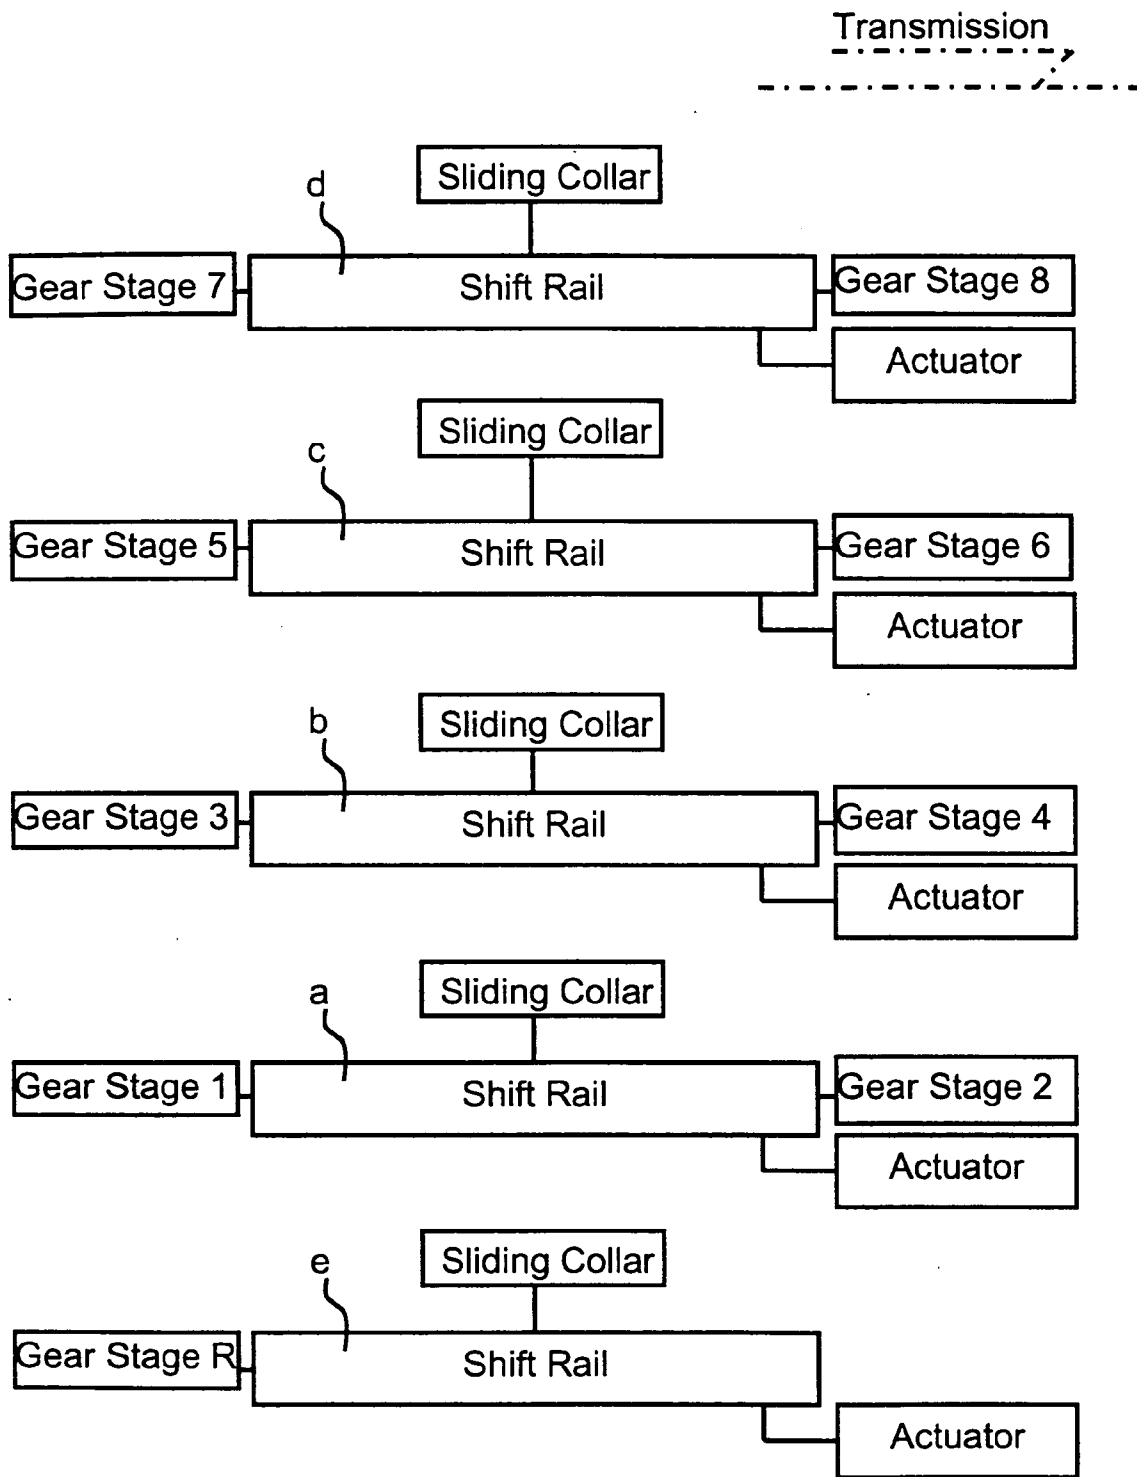 Transmission
Sliding Collar
d
Gear Stage 7
Shift Rail
Gear Stage 8
Actuator
Sliding Collar
c
Gear Stage 5
Shift Rail
Gear Stage 6
Actuator
Sliding Collar
b
Gear Stage 3
Shift Rail
Gear Stage 4
Actuator
Sliding Collar
a
Gear Stage 1
Shift Rail
Gear Stage 2
Actuator
Sliding Collar
e
Gear Stage R
Shift Rail
Actuator